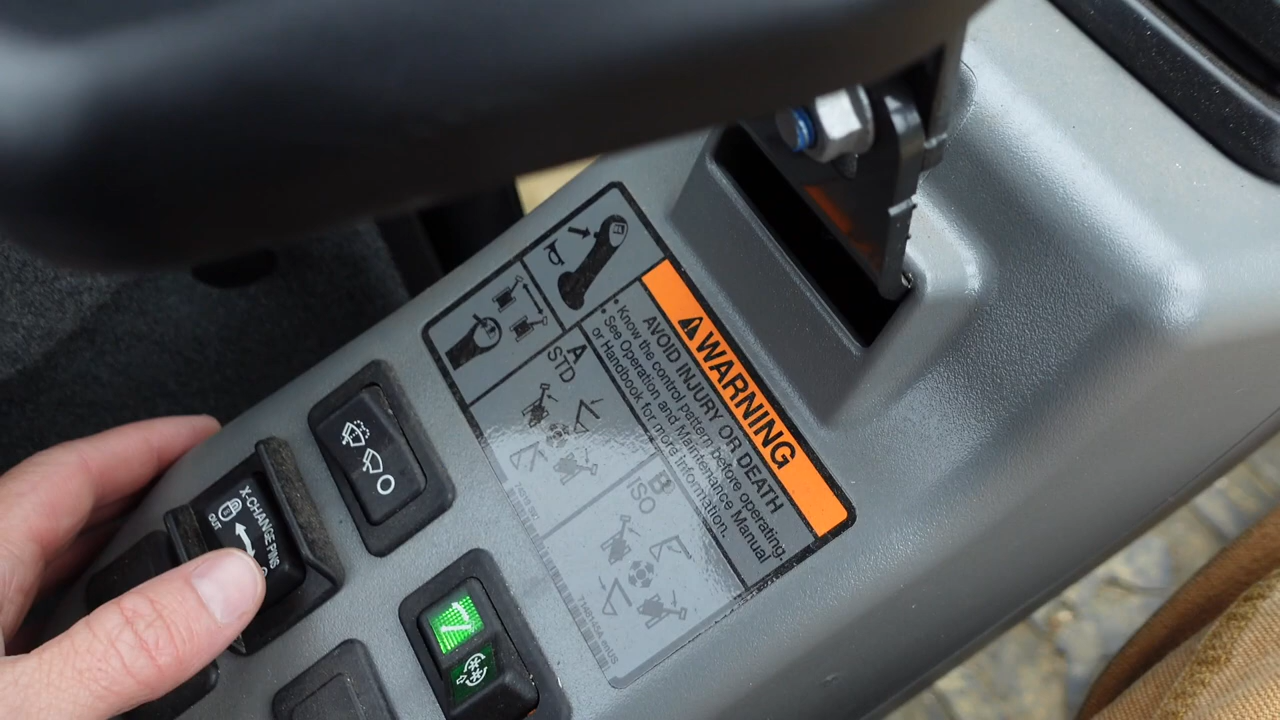 WARNING
AVOID INJURY OR DEATH
• Know the control pattern before operating.
• See Operation and Maintenance Manual
or Handbook for more information.
A
STD
B
ISO
X-CHANGE PINS
OUT